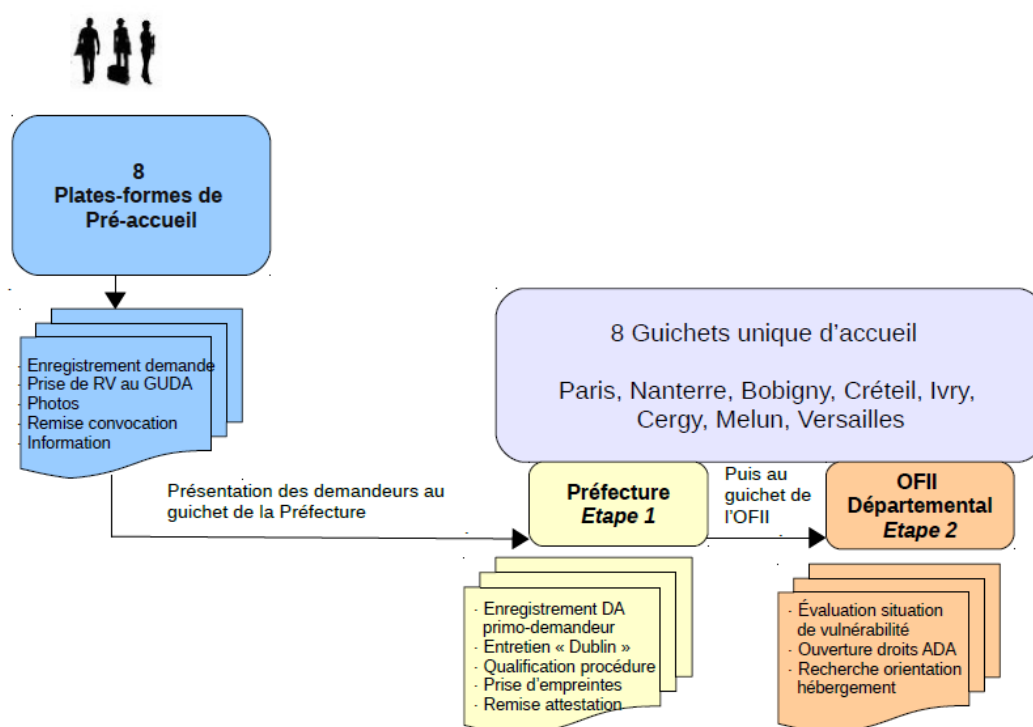 8
Plates-formes de
Pré-accueil
Enregistrement demande
Prise de RV au GUDA
Photos
Remise convocation
Information
8 Guichets unique d’accueil
Paris, Nanterre, Bobigny, Créteil, Ivry,
Cergy, Melun, Versailles
Présentation des demandeurs au
guichet de la Préfecture
Préfecture
Etape 1
Puis au
guichet de
l’OFII
OFII
Départemental
Etape 2
· Enregistrement DA
primo-demandeur
· Entretien « Dublin »
· Qualification procédure
· Prise d’empreintes
· Remise attestation
· Évaluation situation
de vulnérabilité
· Ouverture droits ADA
· Recherche orientation
hébergement